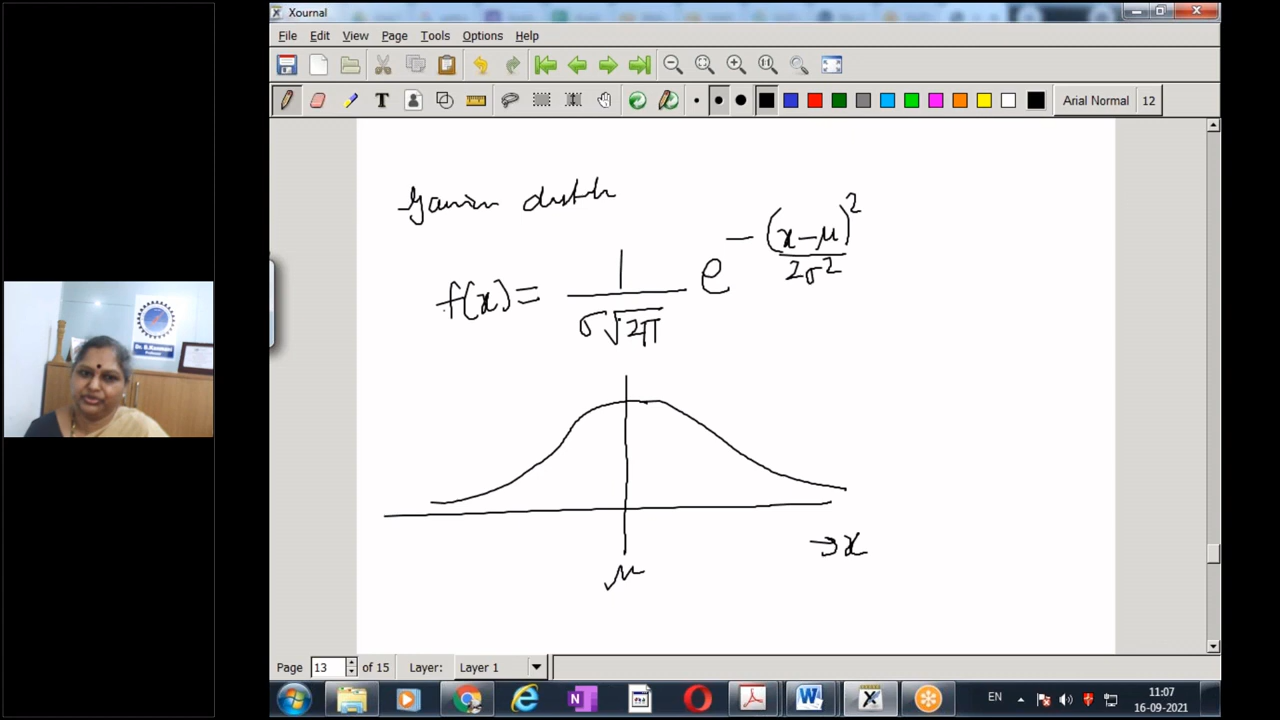 Xournal
File Edit View Page Tools Options Help
Arial Normal 12
Gaussian distbn
f(x) = 1/(σ√2π) e^−(x−μ)²/2σ²
→x
μ
Page 13 of 15 Layer: Layer 1
EN
11:07
16-09-2021